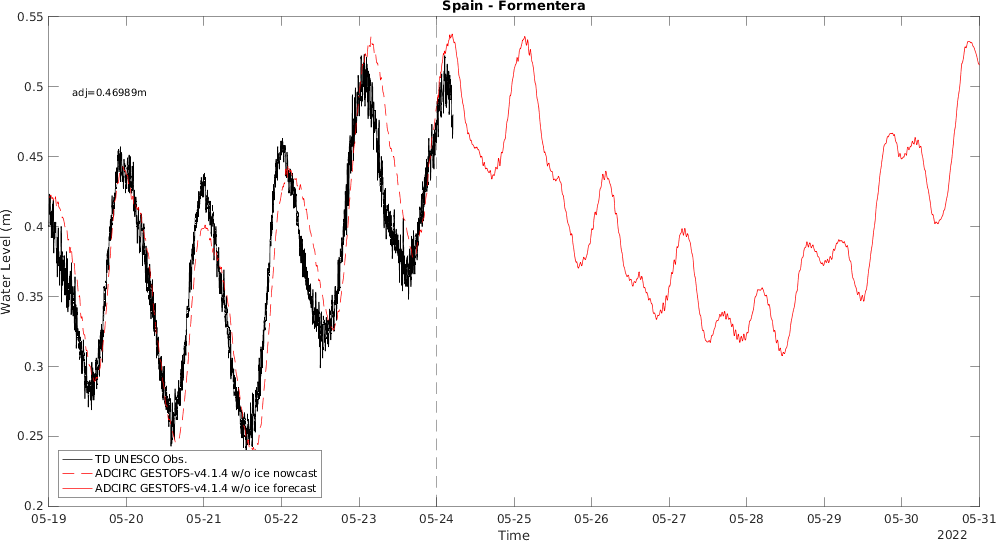 Spain - Formentera
0.55
0.5
0.45
0.4
0.35
0.3
0.25
0.2
Water Level (m)
adj=0.46989m
TD UNESCO Obs.
ADCIRC GESTOFS-v4.1.4 w/o ice nowcast
ADCIRC GESTOFS-v4.1.4 w/o ice forecast
05-19 05-20 05-21 05-22 05-23 05-24 05-25 05-26 05-27 05-28 05-29 05-30 05-31
Time
2022